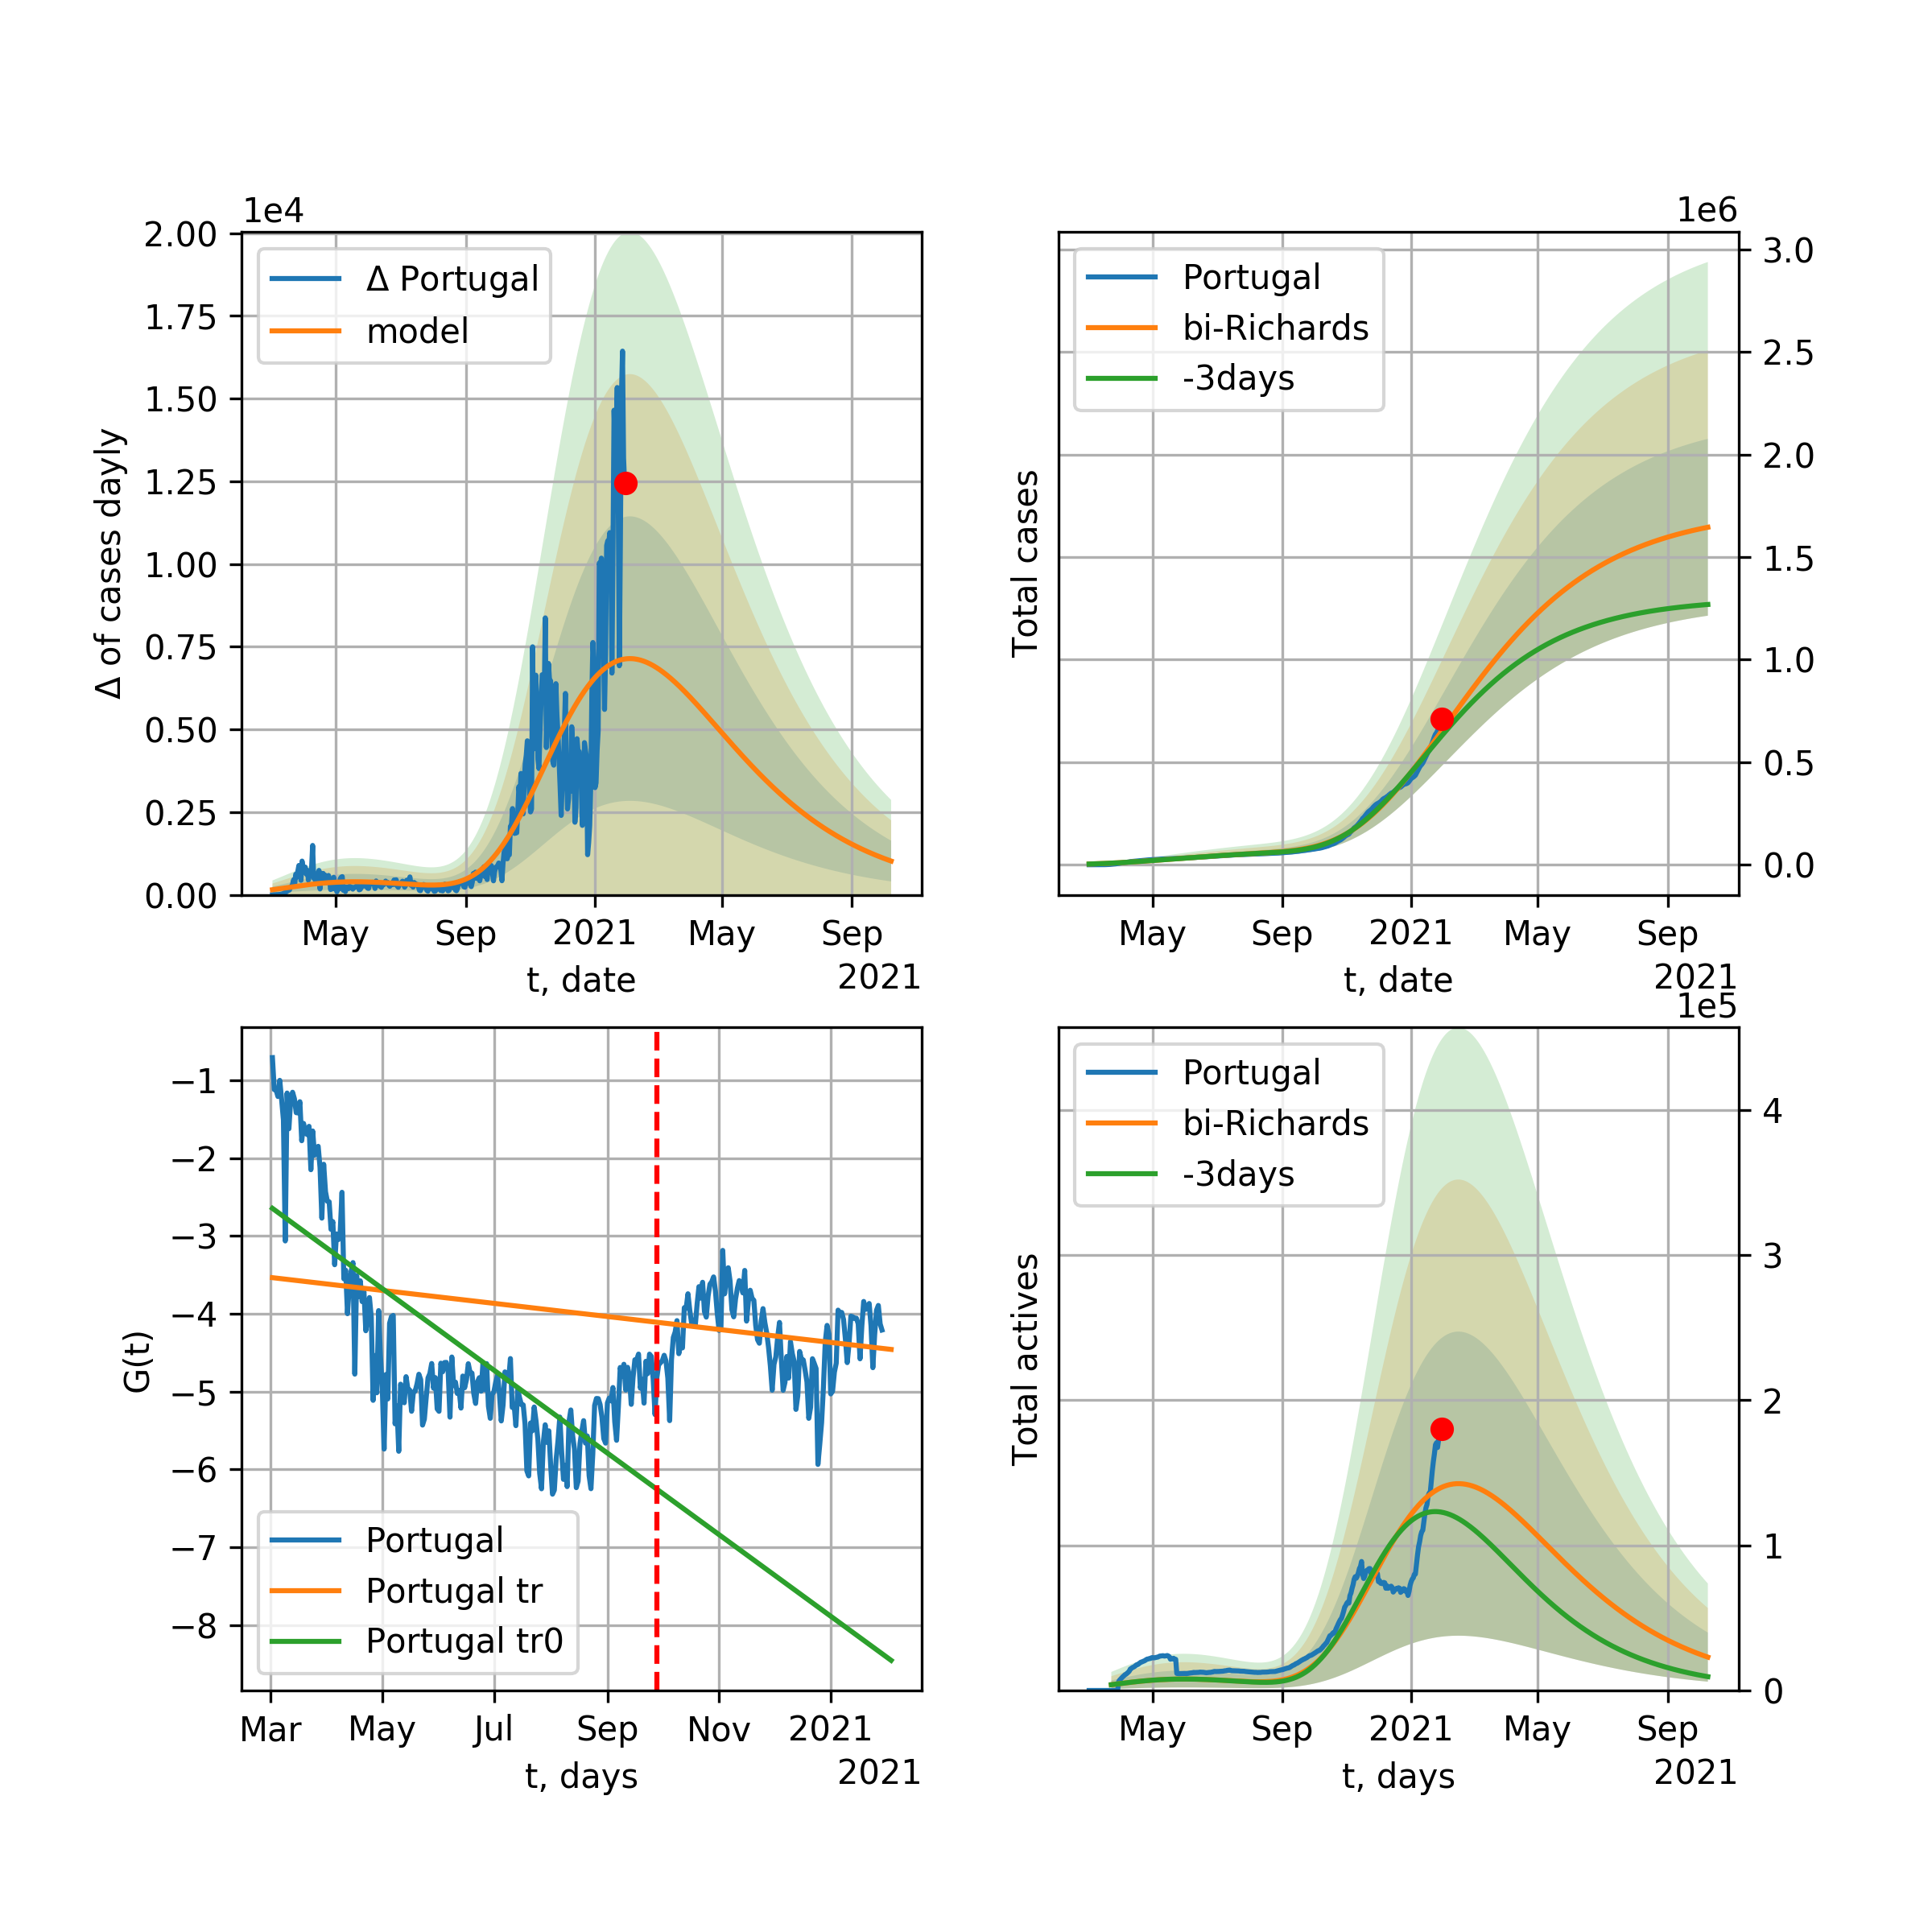 1e4
2.00
1.75
1.50
1.25
1.00
0.75
0.50
0.25
0.00
Δ of cases dayly
Δ Portugal
model
May
Sep
2021
May
Sep
t, date
2021
1e6
3.0
2.5
2.0
1.5
1.0
0.5
0.0
Total cases
Portugal
bi-Richards
-3days
May
Sep
2021
May
Sep
t, date
2021
−1
−2
−3
−4
−5
−6
−7
−8
G(t)
Portugal
Portugal tr
Portugal tr0
Mar
May
Jul
Sep
Nov
2021
t, days
2021
1e5
4
3
2
1
0
Total actives
Portugal
bi-Richards
-3days
May
Sep
2021
May
Sep
t, days
2021